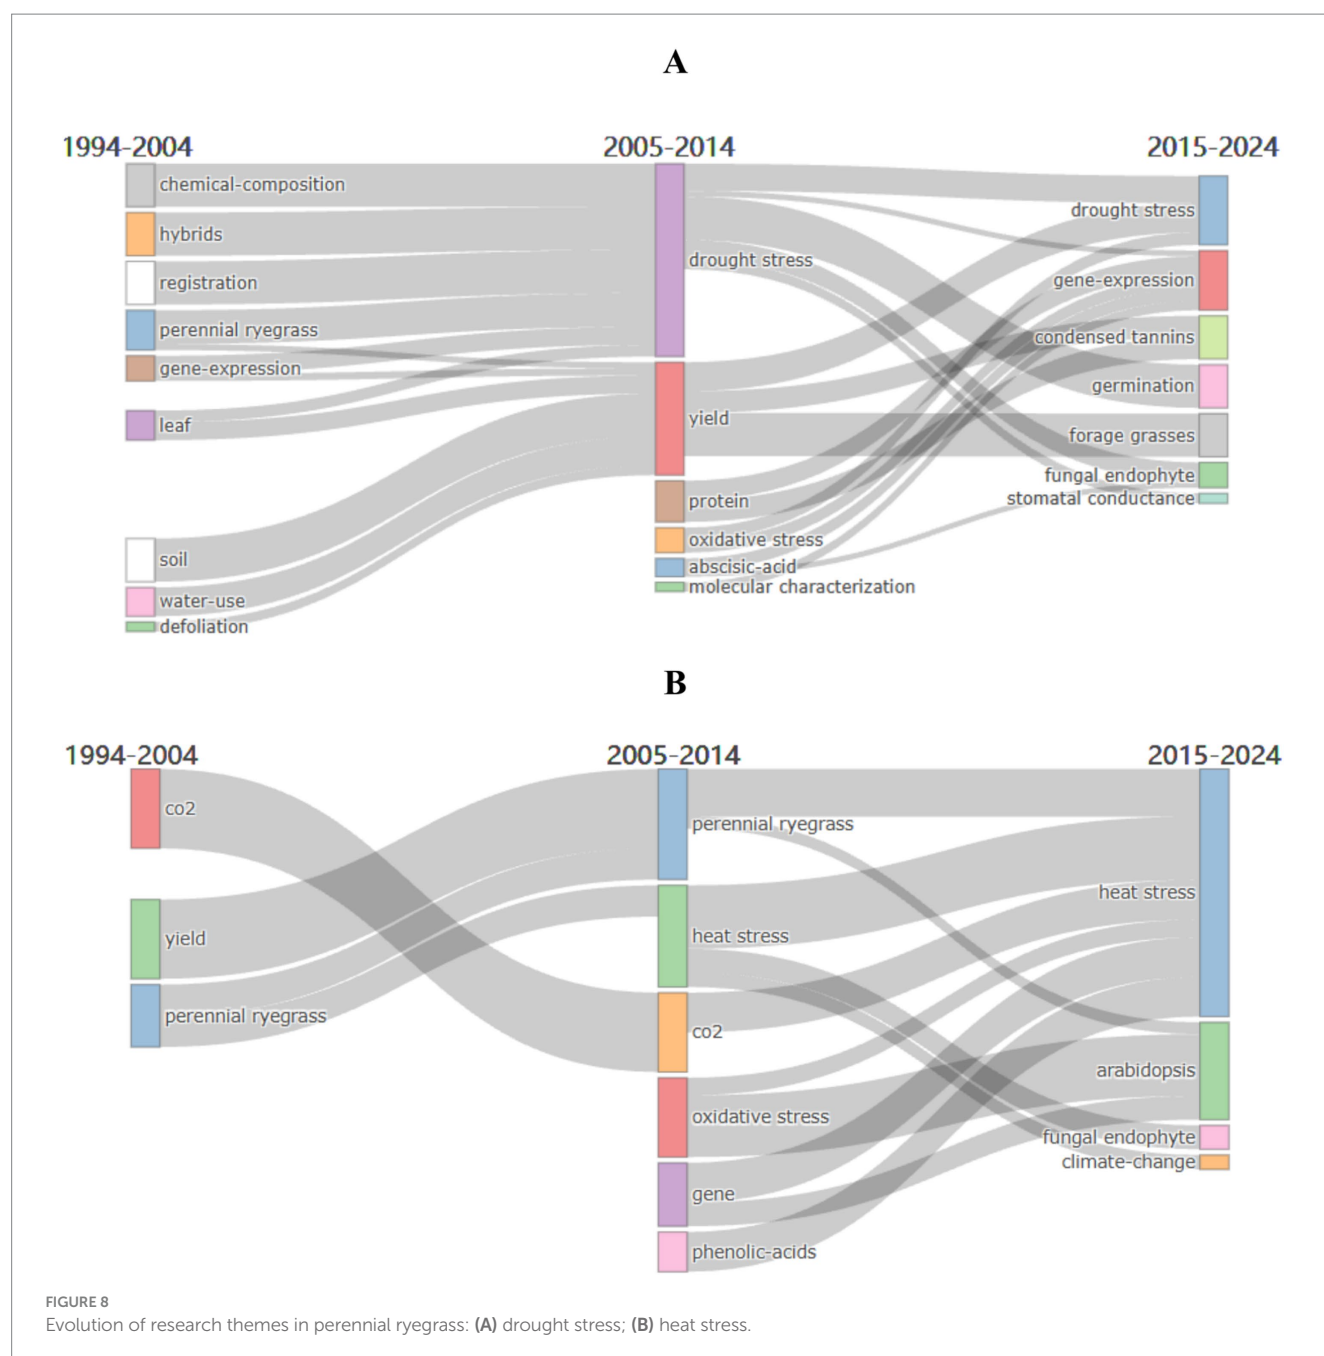 A
1994-2004
2005-2014
2015-2024
chemical-composition
hybrids
registration
perennial ryegrass
gene-expression
leaf
soil
water-use
defoliation
drought stress
yield
protein
oxidative stress
abscisic-acid
molecular characterization
drought stress
gene-expression
condensed tannins
germination
forage grasses
fungal endophyte
stomatal conductance
B
1994-2004
2005-2014
2015-2024
co2
yield
perennial ryegrass
perennial ryegrass
heat stress
co2
oxidative stress
gene
phenolic-acids
heat stress
arabidopsis
fungal endophyte
climate-change
FIGURE 8
Evolution of research themes in perennial ryegrass: (A) drought stress; (B) heat stress.